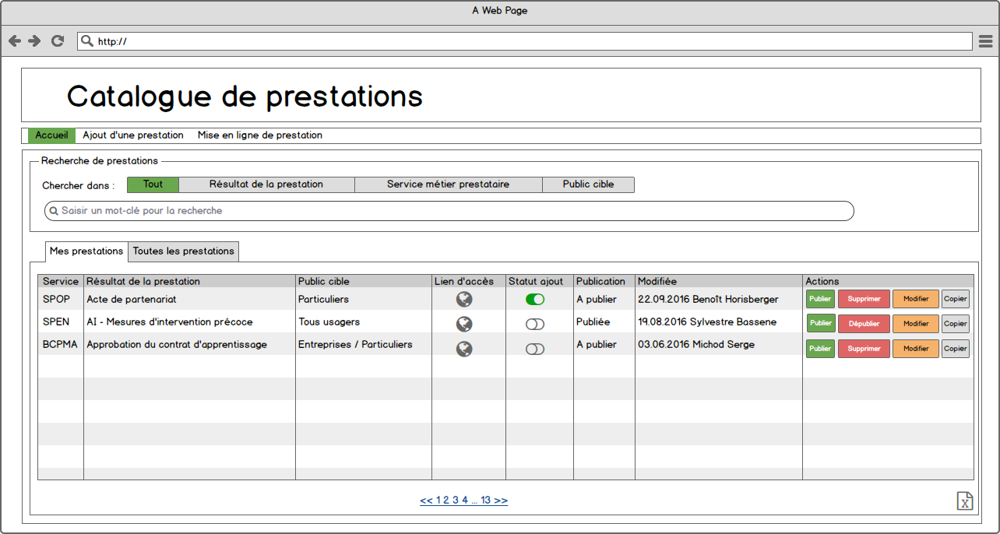 A Web Page
http://
Catalogue de prestations
Accueil Ajout d'une prestation Mise en ligne de prestation
Recherche de prestations
Chercher dans : Tout Résultat de la prestation Service métier prestataire Public cible
Saisir un mot-clé pour la recherche
Mes prestations Toutes les prestations
Service Résultat de la prestation Public cible Lien d'accès Statut ajout Publication Modifiée Actions
SPOP Acte de partenariat Particuliers A publier 22.09.2016 Benoît Horisberger Publier Supprimer Modifier Copier
SPEN AI - Mesures d'intervention précoce Tous usagers Publiée 19.08.2016 Sylvestre Bassene Publier Dépublier Modifier Copier
BCPMA Approbation du contrat d'apprentissage Entreprises / Particuliers A publier 03.06.2016 Michod Serge Publier Supprimer Modifier Copier
<< 1 2 3 4 ... 13 >>
X